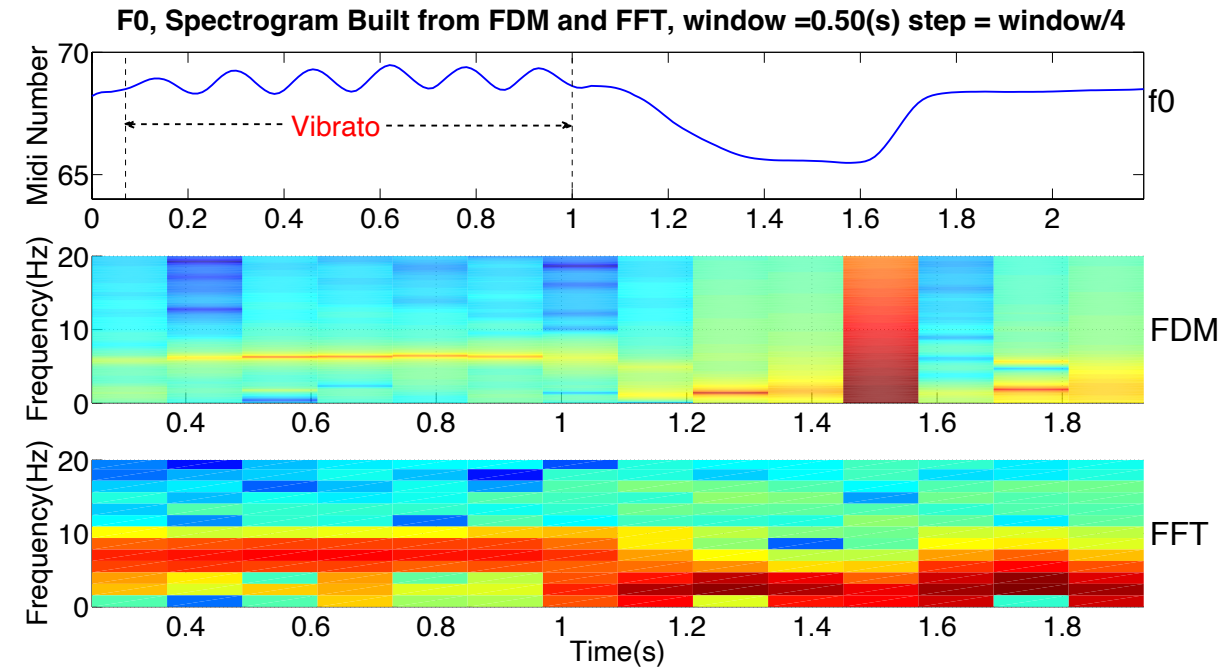 F0, Spectrogram Built from FDM and FFT, window =0.50(s) step = window/4
Midi Number
70
65
Vibrato
f0
0 0.2 0.4 0.6 0.8 1 1.2 1.4 1.6 1.8 2
Frequency(Hz)
20
10
0
FDM
0.4 0.6 0.8 1 1.2 1.4 1.6 1.8
Frequency(Hz)
20
10
0
FFT
0.4 0.6 0.8 1 1.2 1.4 1.6 1.8
Time(s)